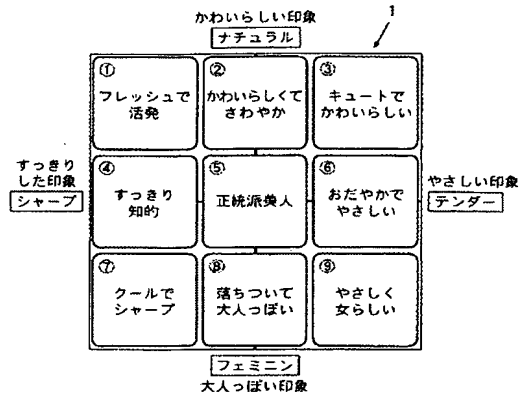 かわいらしい印象
ナチュラル
1
①
フレッシュで
活発
②
かわいらしくて
さわやか
③
キュートで
かわいらしい
すっきり
した印象
シャープ
④
すっきり
知的
⑤
正統派美人
⑥
おだやかで
やさしい
やさしい印象
テンダー
⑦
クールで
シャープ
⑧
落ちついて
大人っぽい
⑨
やさしく
女らしい
フェミニン
大人っぽい印象